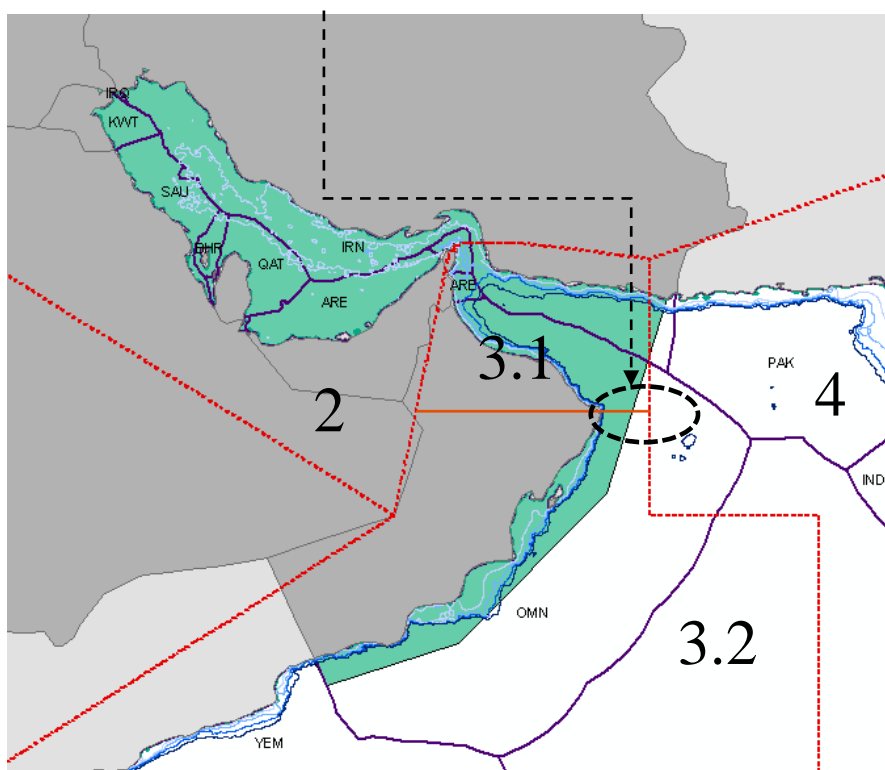 IRQ
KWT
SAU
BHR
QAT
IRN
ARE
ARE
3.1
2
PAK
4
IND
OMN
3.2
YEM